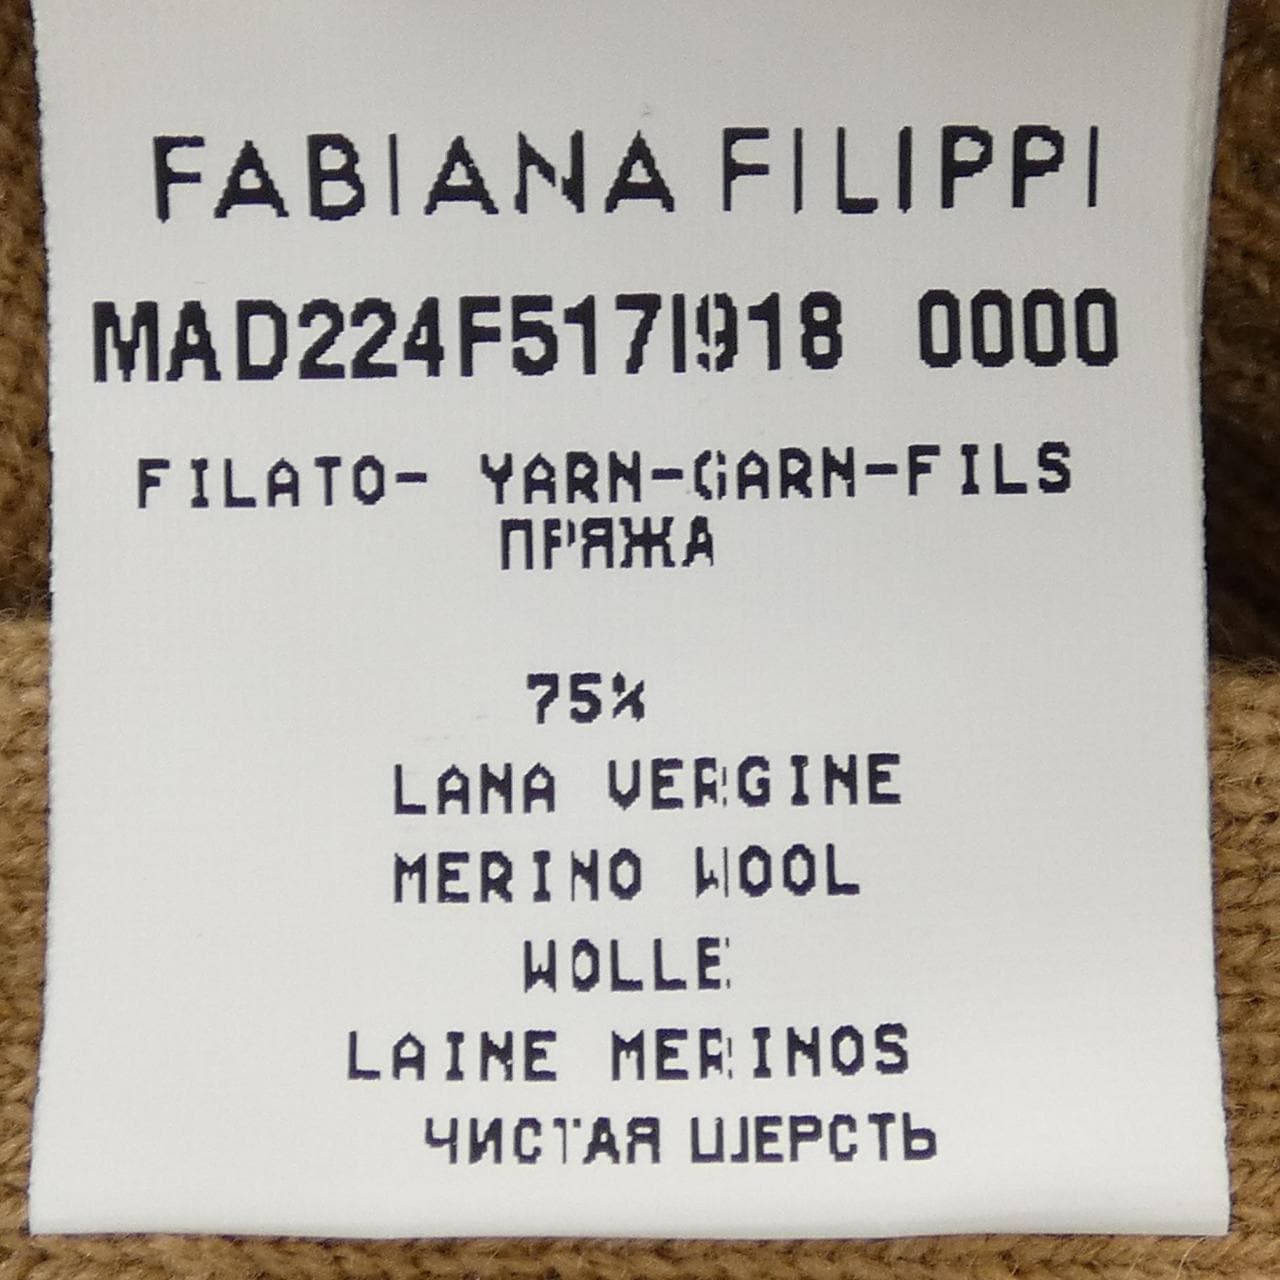 FABIANA FILIPPI
MAD224F517I918 0000
FILATO- YARN-GARN-FILS
ПРЯЖА
75%
LANA VERGINE
MERINO WOOL
WOLLE
LAINE MERINOS
ЧИСТАЯ ШЕРСТЬ